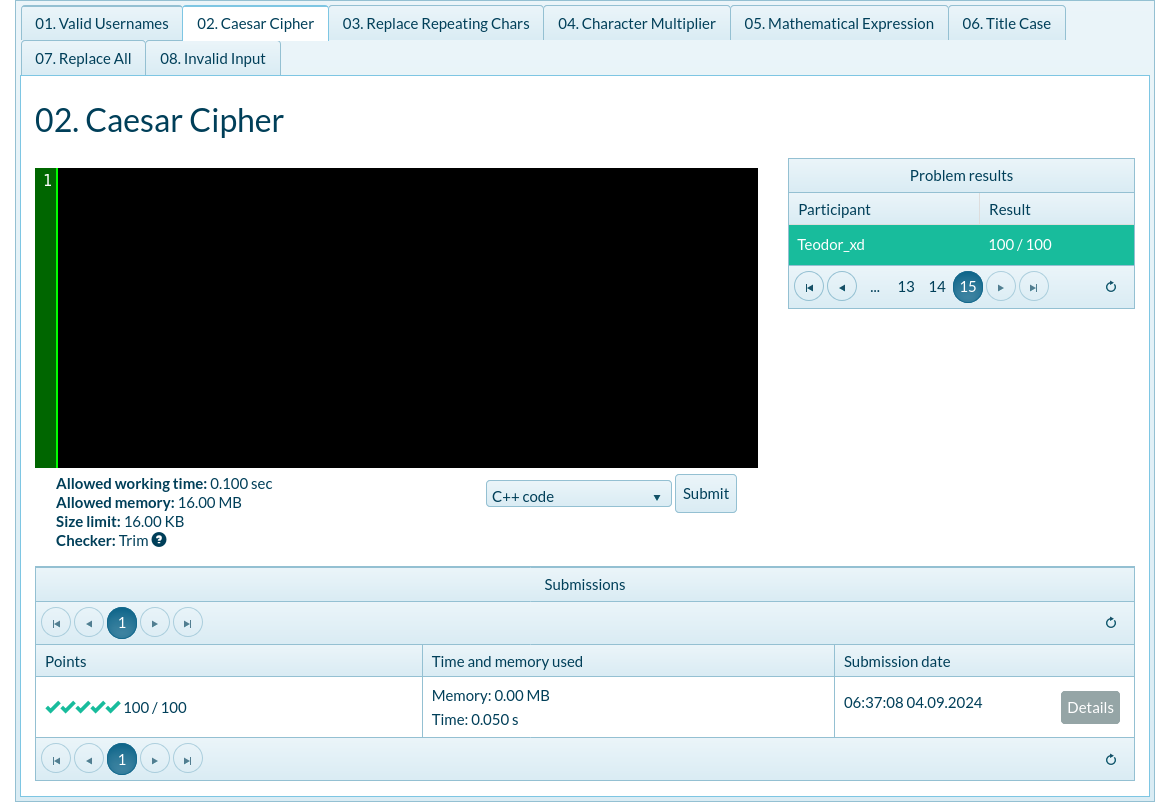 01. Valid Usernames
02. Caesar Cipher
03. Replace Repeating Chars
04. Character Multiplier
05. Mathematical Expression
06. Title Case
07. Replace All
08. Invalid Input
02. Caesar Cipher
1
Problem results
Participant Result
Teodor_xd 100 / 100
... 13 14 15
Allowed working time: 0.100 sec
Allowed memory: 16.00 MB
Size limit: 16.00 KB
Checker: Trim ?
C++ code
Submit
Submissions
1
Points Time and memory used Submission date
100 / 100
Memory: 0.00 MB
Time: 0.050 s
06:37:08 04.09.2024
Details
1